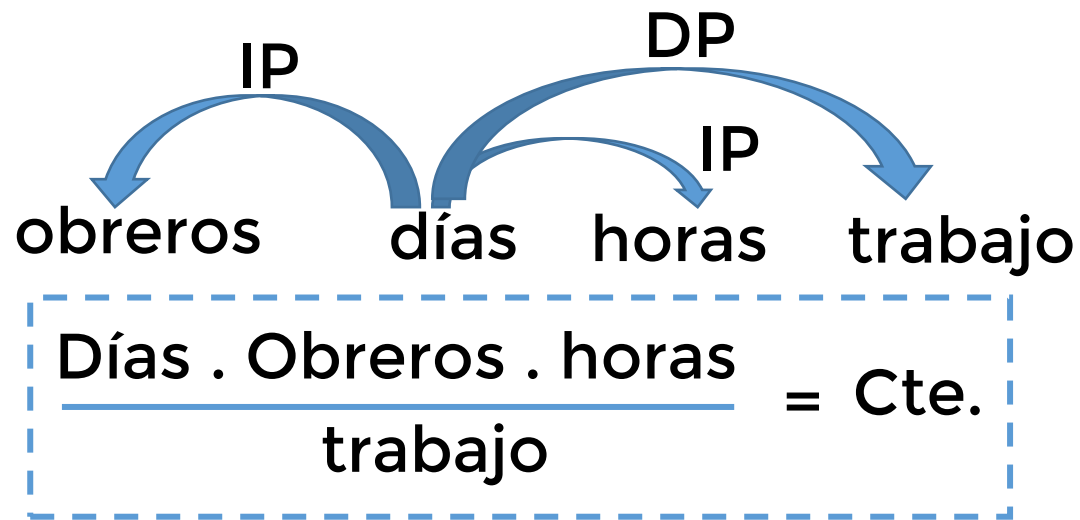 IP
DP
IP
obreros días horas trabajo
Días . Obreros . horas
trabajo
= Cte.